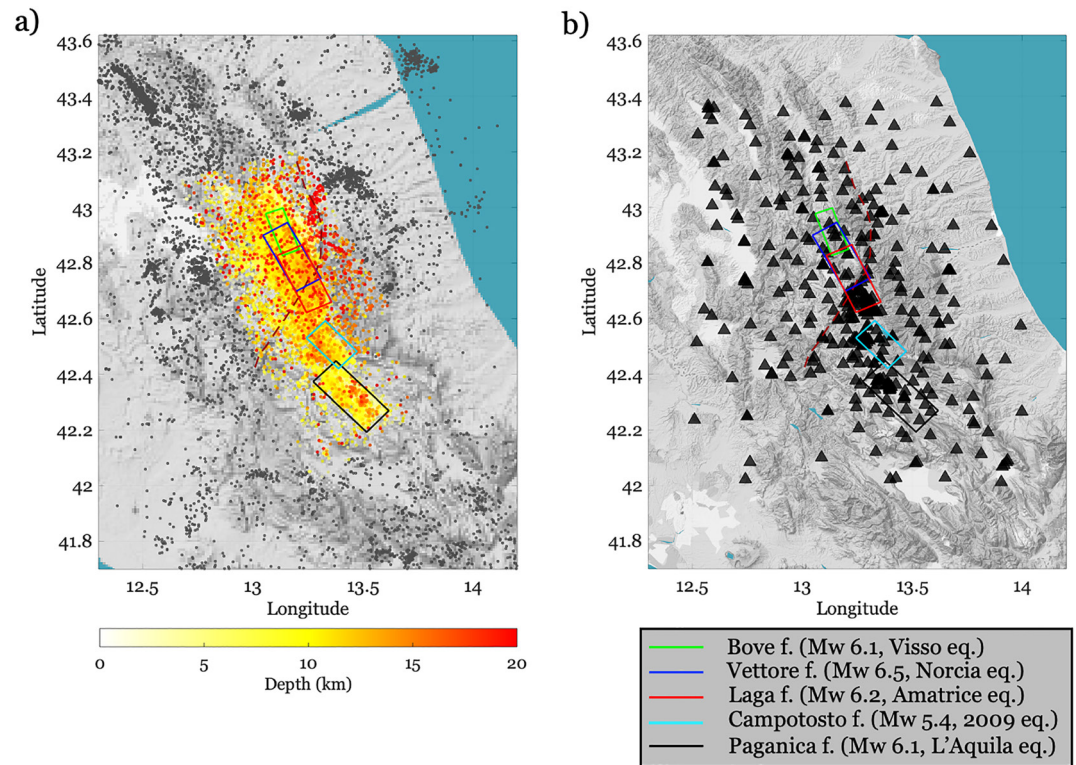 a)
43.6
43.4
43.2
43
42.8
42.6
42.4
42.2
42
41.8
Latitude
12.5 13 13.5 14
Longitude
0 5 10 15 20
Depth (km)
b)
43.6
43.4
43.2
43
42.8
42.6
42.4
42.2
42
41.8
Latitude
12.5 13 13.5 14
Longitude
Bove f. (Mw 6.1, Visso eq.)
Vettore f. (Mw 6.5, Norcia eq.)
Laga f. (Mw 6.2, Amatrice eq.)
Campotosto f. (Mw 5.4, 2009 eq.)
Paganica f. (Mw 6.1, L'Aquila eq.)